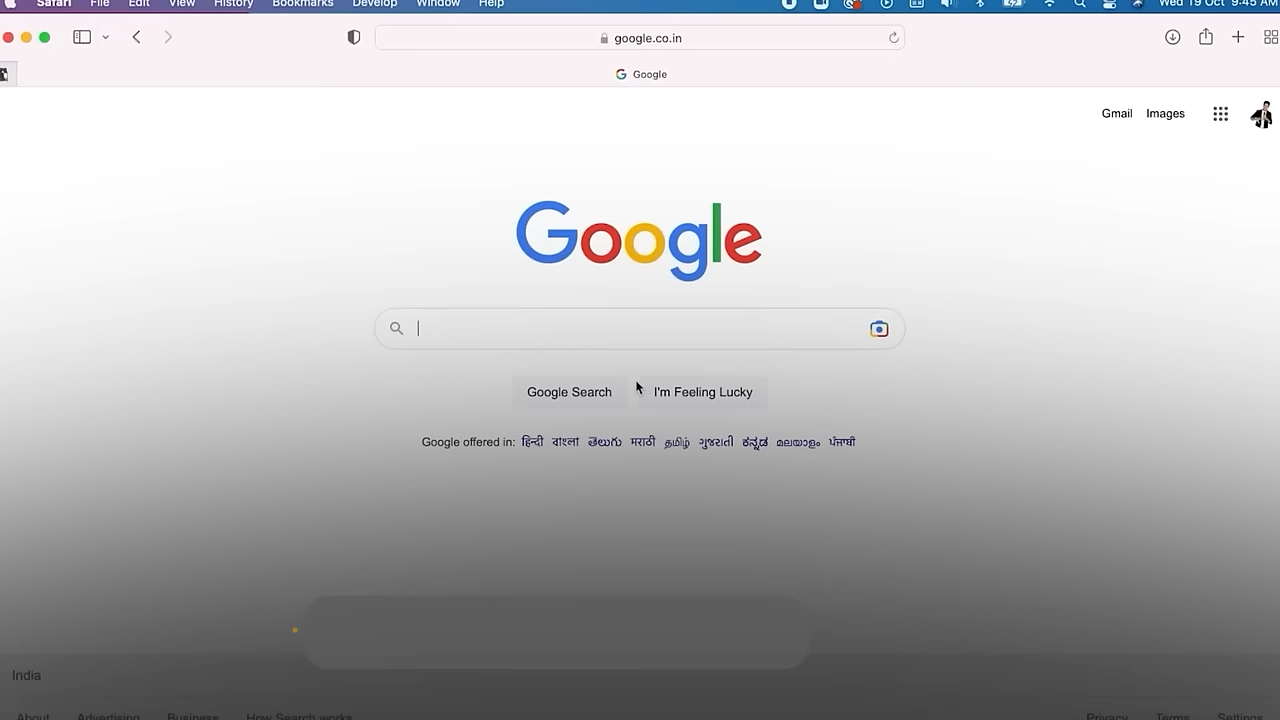 Safari File Edit View History Bookmarks Develop Window Help Wed 19 Oct 9:45 AM
google.co.in
Google
Gmail Images
Google
Google Search I'm Feeling Lucky
Google offered in: हिन्दी বাংলা తెలుగు मराठी தமிழ் ગુજરાતી ಕನ್ನಡ മലയാളം ਪੰਜਾਬੀ
India
About Advertising Business How Search works Privacy Terms Settings